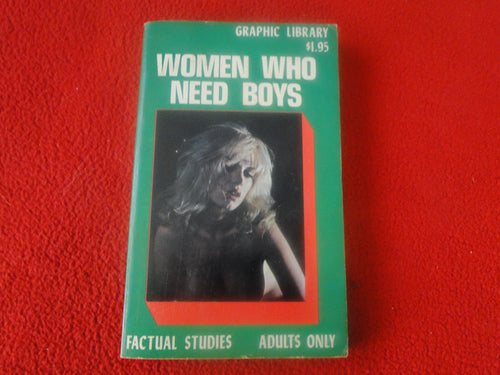 GRAPHIC LIBRARY
$1.95
WOMEN WHO
NEED BOYS
FACTUAL STUDIES ADULTS ONLY